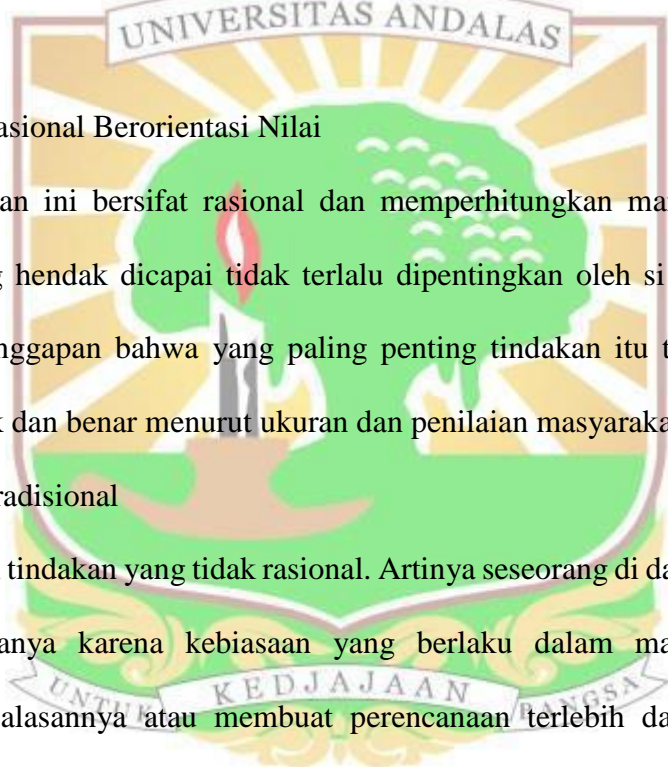 UNIVERSITAS ANDALAS
asional Berorientasi Nilai
an ini bersifat rasional dan memperhitungkan ma
hendak dicapai tidak terlalu dipentingkan oleh si
nggapan bahwa yang paling penting tindakan itu t
k dan benar menurut ukuran dan penilaian masyaraka
radisional
tindakan yang tidak rasional. Artinya seseorang di da
anya karena kebiasaan yang berlaku dalam ma
UNTUK KEDJAJAAN BANGSA
alasannya atau membuat perencanaan terlebih da